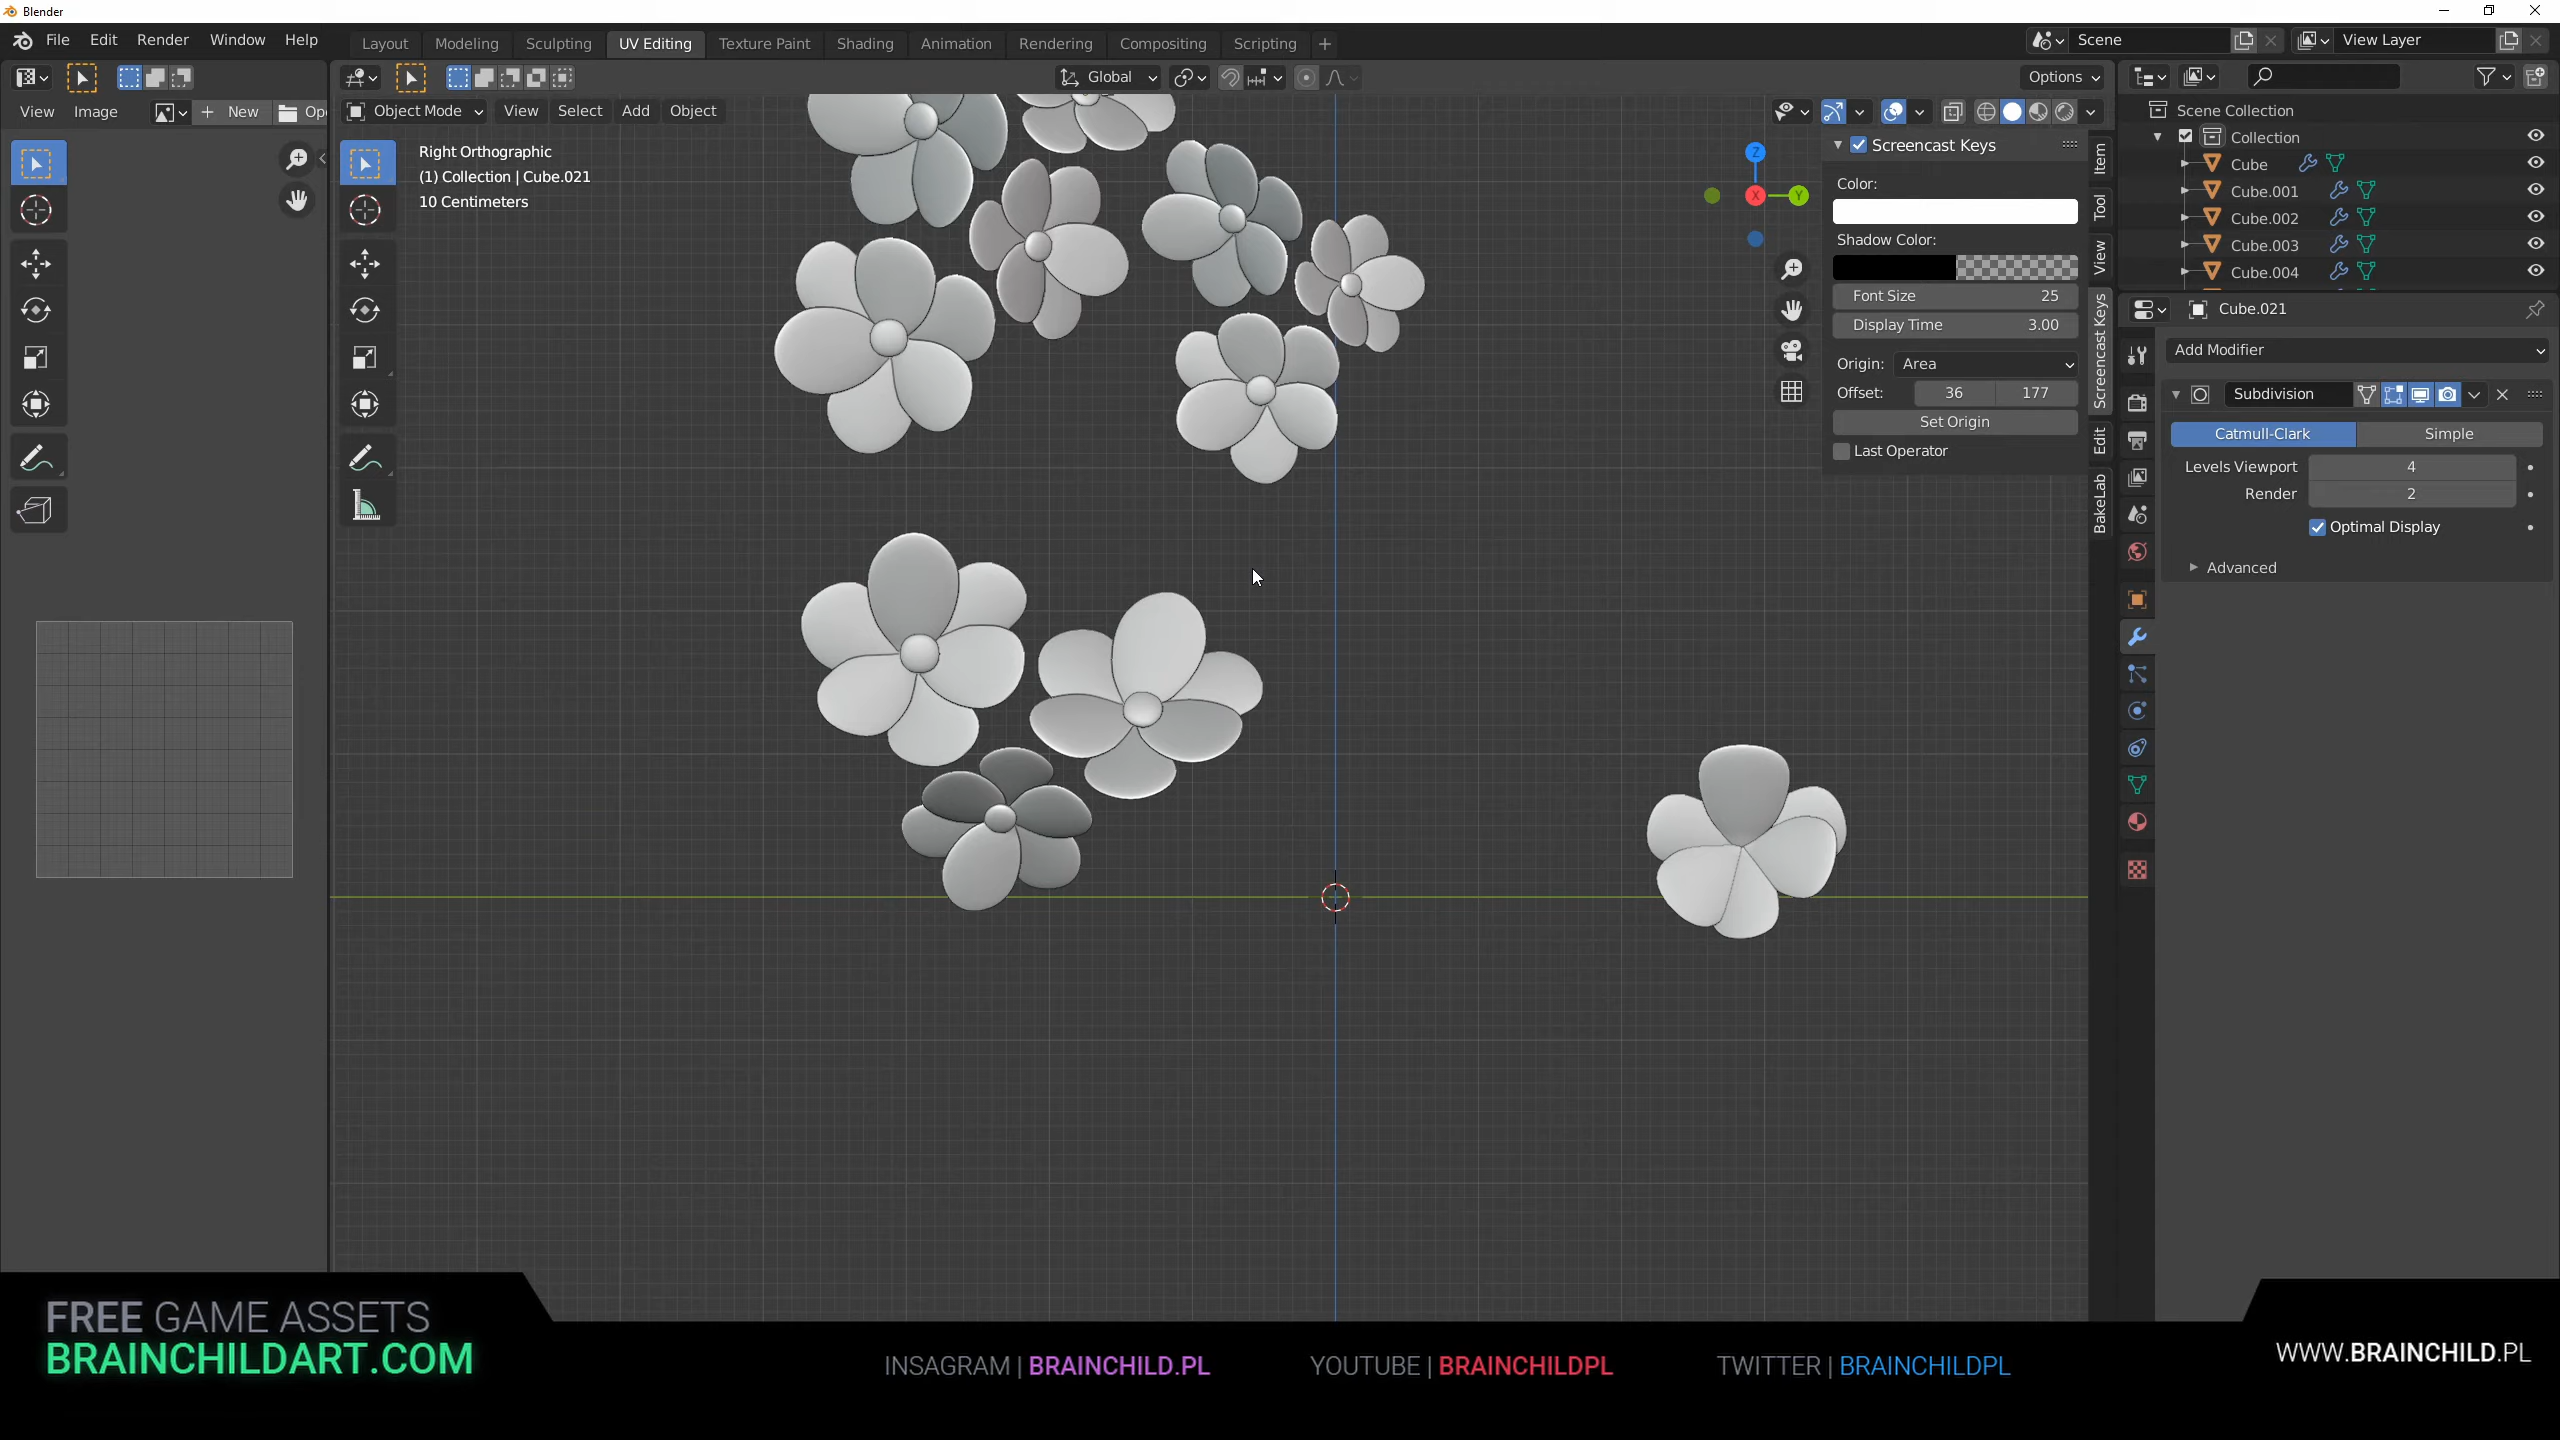 Blender
File Edit Render Window Help Layout Modeling Sculpting UV Editing Texture Paint Shading Animation Rendering Compositing Scripting + Scene View Layer
Global Options
View Image + New Op Object Mode View Select Add Object
Right Orthographic
(1) Collection | Cube.021
10 Centimeters
Z
X
Y
Screencast Keys
Color:
Shadow Color:
Font Size 25
Display Time 3.00
Origin: Area
Offset: 36 177
Set Origin
Last Operator
Item
Tool
View
Screencast Keys
Edit
BakeLab
Scene Collection
Collection
Cube
Cube.001
Cube.002
Cube.003
Cube.004
Cube.021
Add Modifier
Subdivision
Catmull-Clark Simple
Levels Viewport 4
Render 2
Optimal Display
Advanced
FREE GAME ASSETS
BRAINCHILDART.COM
INSAGRAM | BRAINCHILD.PL YOUTUBE | BRAINCHILDPL TWITTER | BRAINCHILDPL
WWW.BRAINCHILD.PL